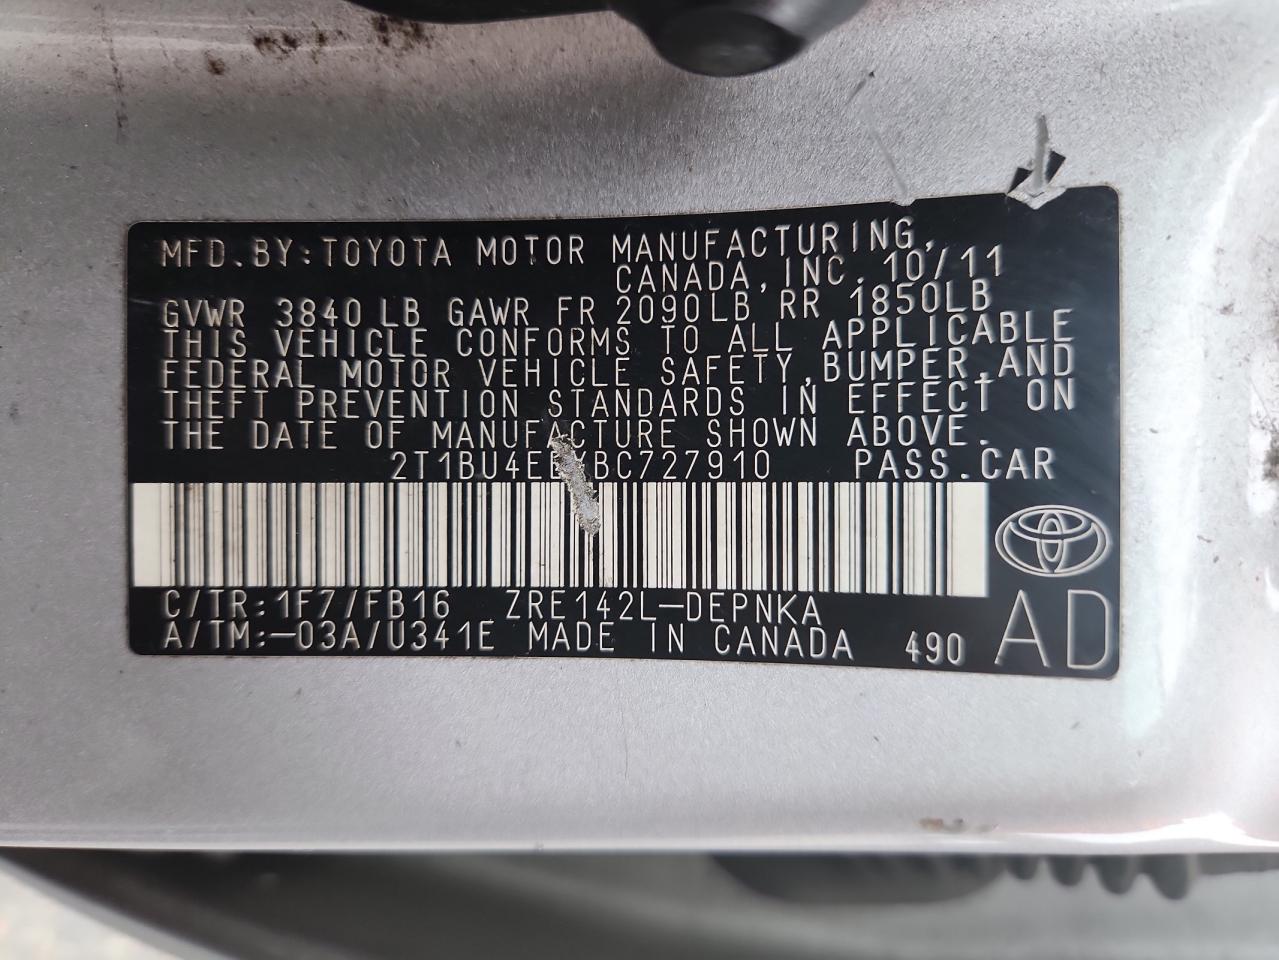 MFD.BY:TOYOTA MOTOR MANUFACTURING,
CANADA,INC. 10/11
GVWR 3840 LB GAWR FR 2090LB RR 1850LB
THIS VEHICLE CONFORMS TO ALL APPLICABLE
FEDERAL MOTOR VEHICLE SAFETY,BUMPER,AND
THEFT PREVENTION STANDARDS IN EFFECT ON
THE DATE OF MANUFACTURE SHOWN ABOVE.
2T1BU4EEXBC727910 PASS.CAR
C/TR:1F7/FB16 ZRE142L-DEPNKA
A/TM:-03A/U341E MADE IN CANADA 490 AD